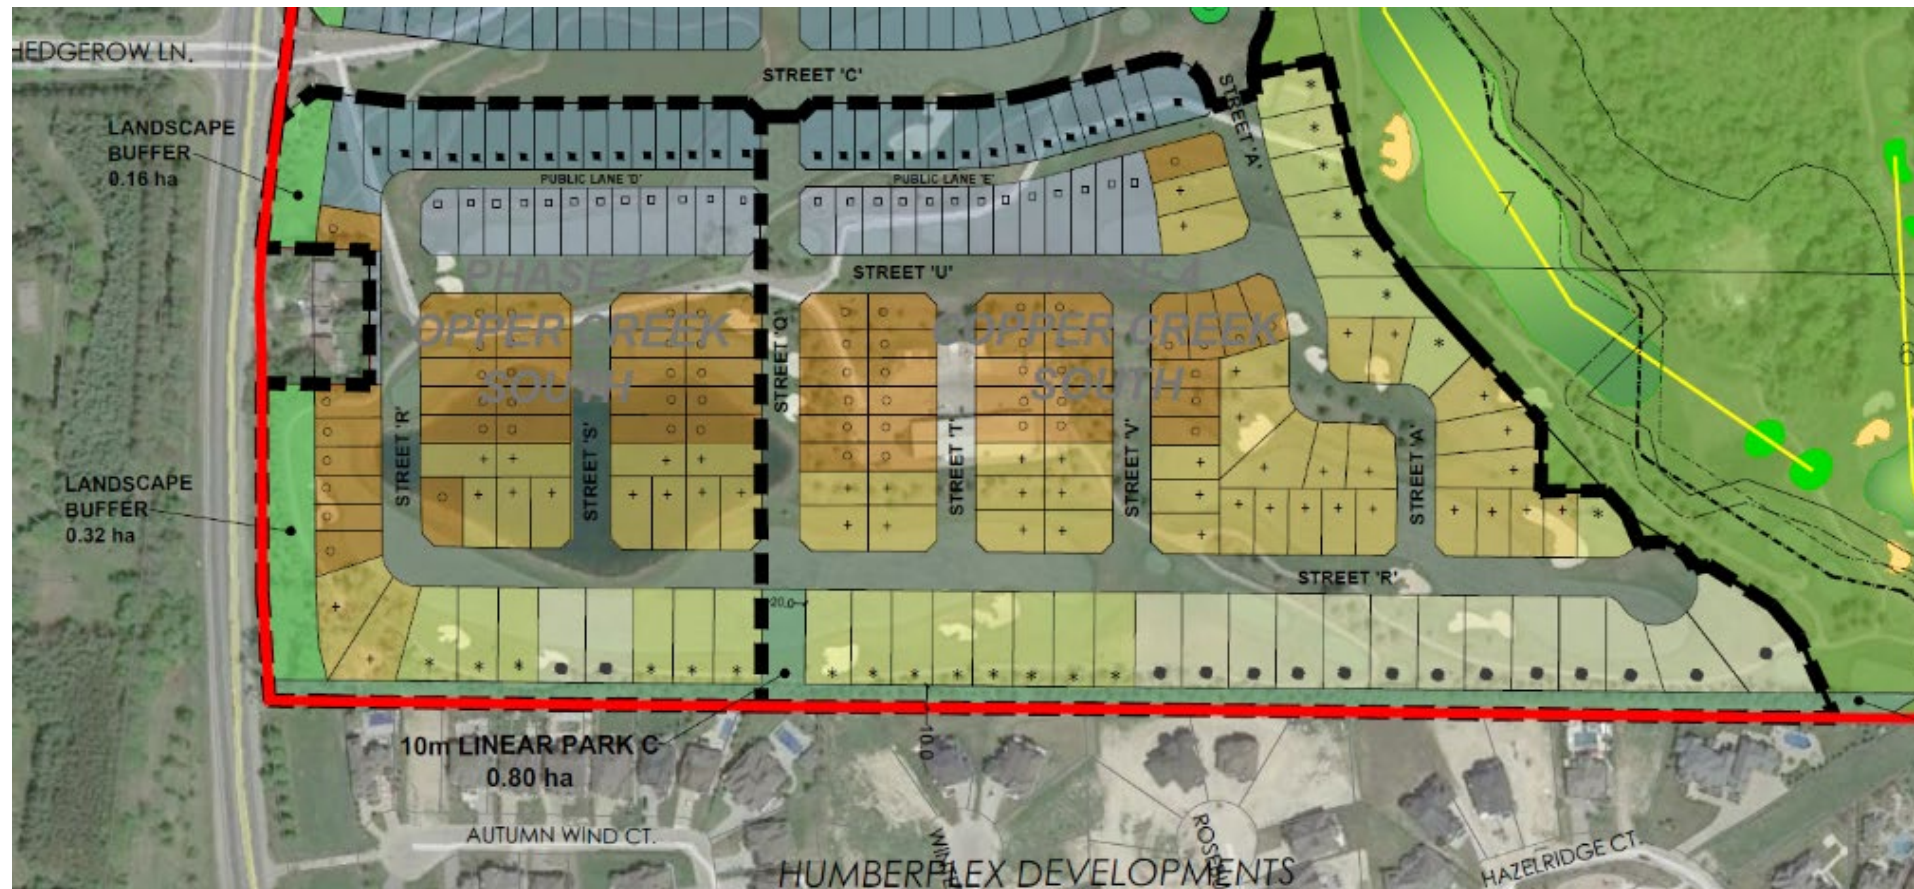 HEDGEROW LN.
STREET 'C'
STREET 'A'
LANDSCAPE
BUFFER
0.16 ha
PUBLIC LANE 'D'
PUBLIC LANE 'E'
7
PHASE 3
COPPER CREEK
SOUTH
STREET 'U'
PHASE 4
COPPER CREEK
SOUTH
6
STREET 'Q'
STREET 'R'
STREET 'S'
STREET 'T'
STREET 'V'
STREET 'A'
LANDSCAPE
BUFFER
0.32 ha
STREET 'R'
20.0
10m LINEAR PARK C
0.80 ha
10.0
AUTUMN WIND CT.
HUMBERPLEX DEVELOPMENTS
HAZELRIDGE CT.